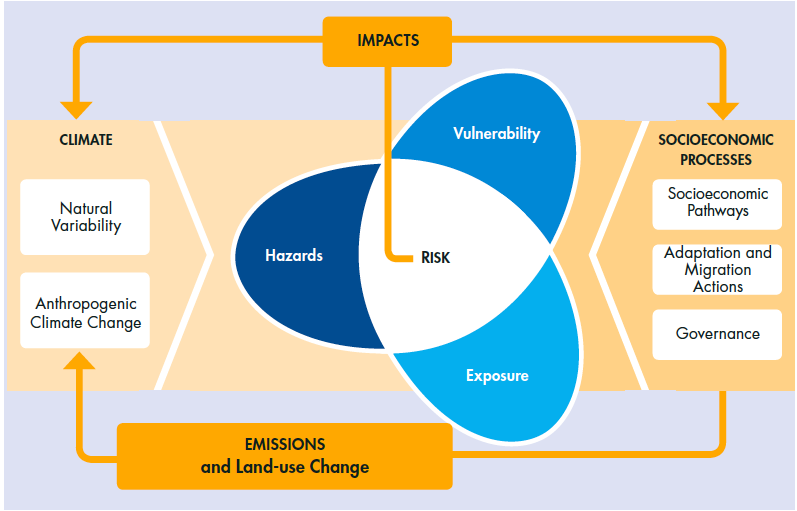 IMPACTS
CLIMATE
Natural
Variability
Anthropogenic
Climate Change
Vulnerability
Hazards
RISK
Exposure
SOCIOECONOMIC
PROCESSES
Socioeconomic
Pathways
Adaptation and
Migration
Actions
Governance
EMISSIONS
and Land-use Change